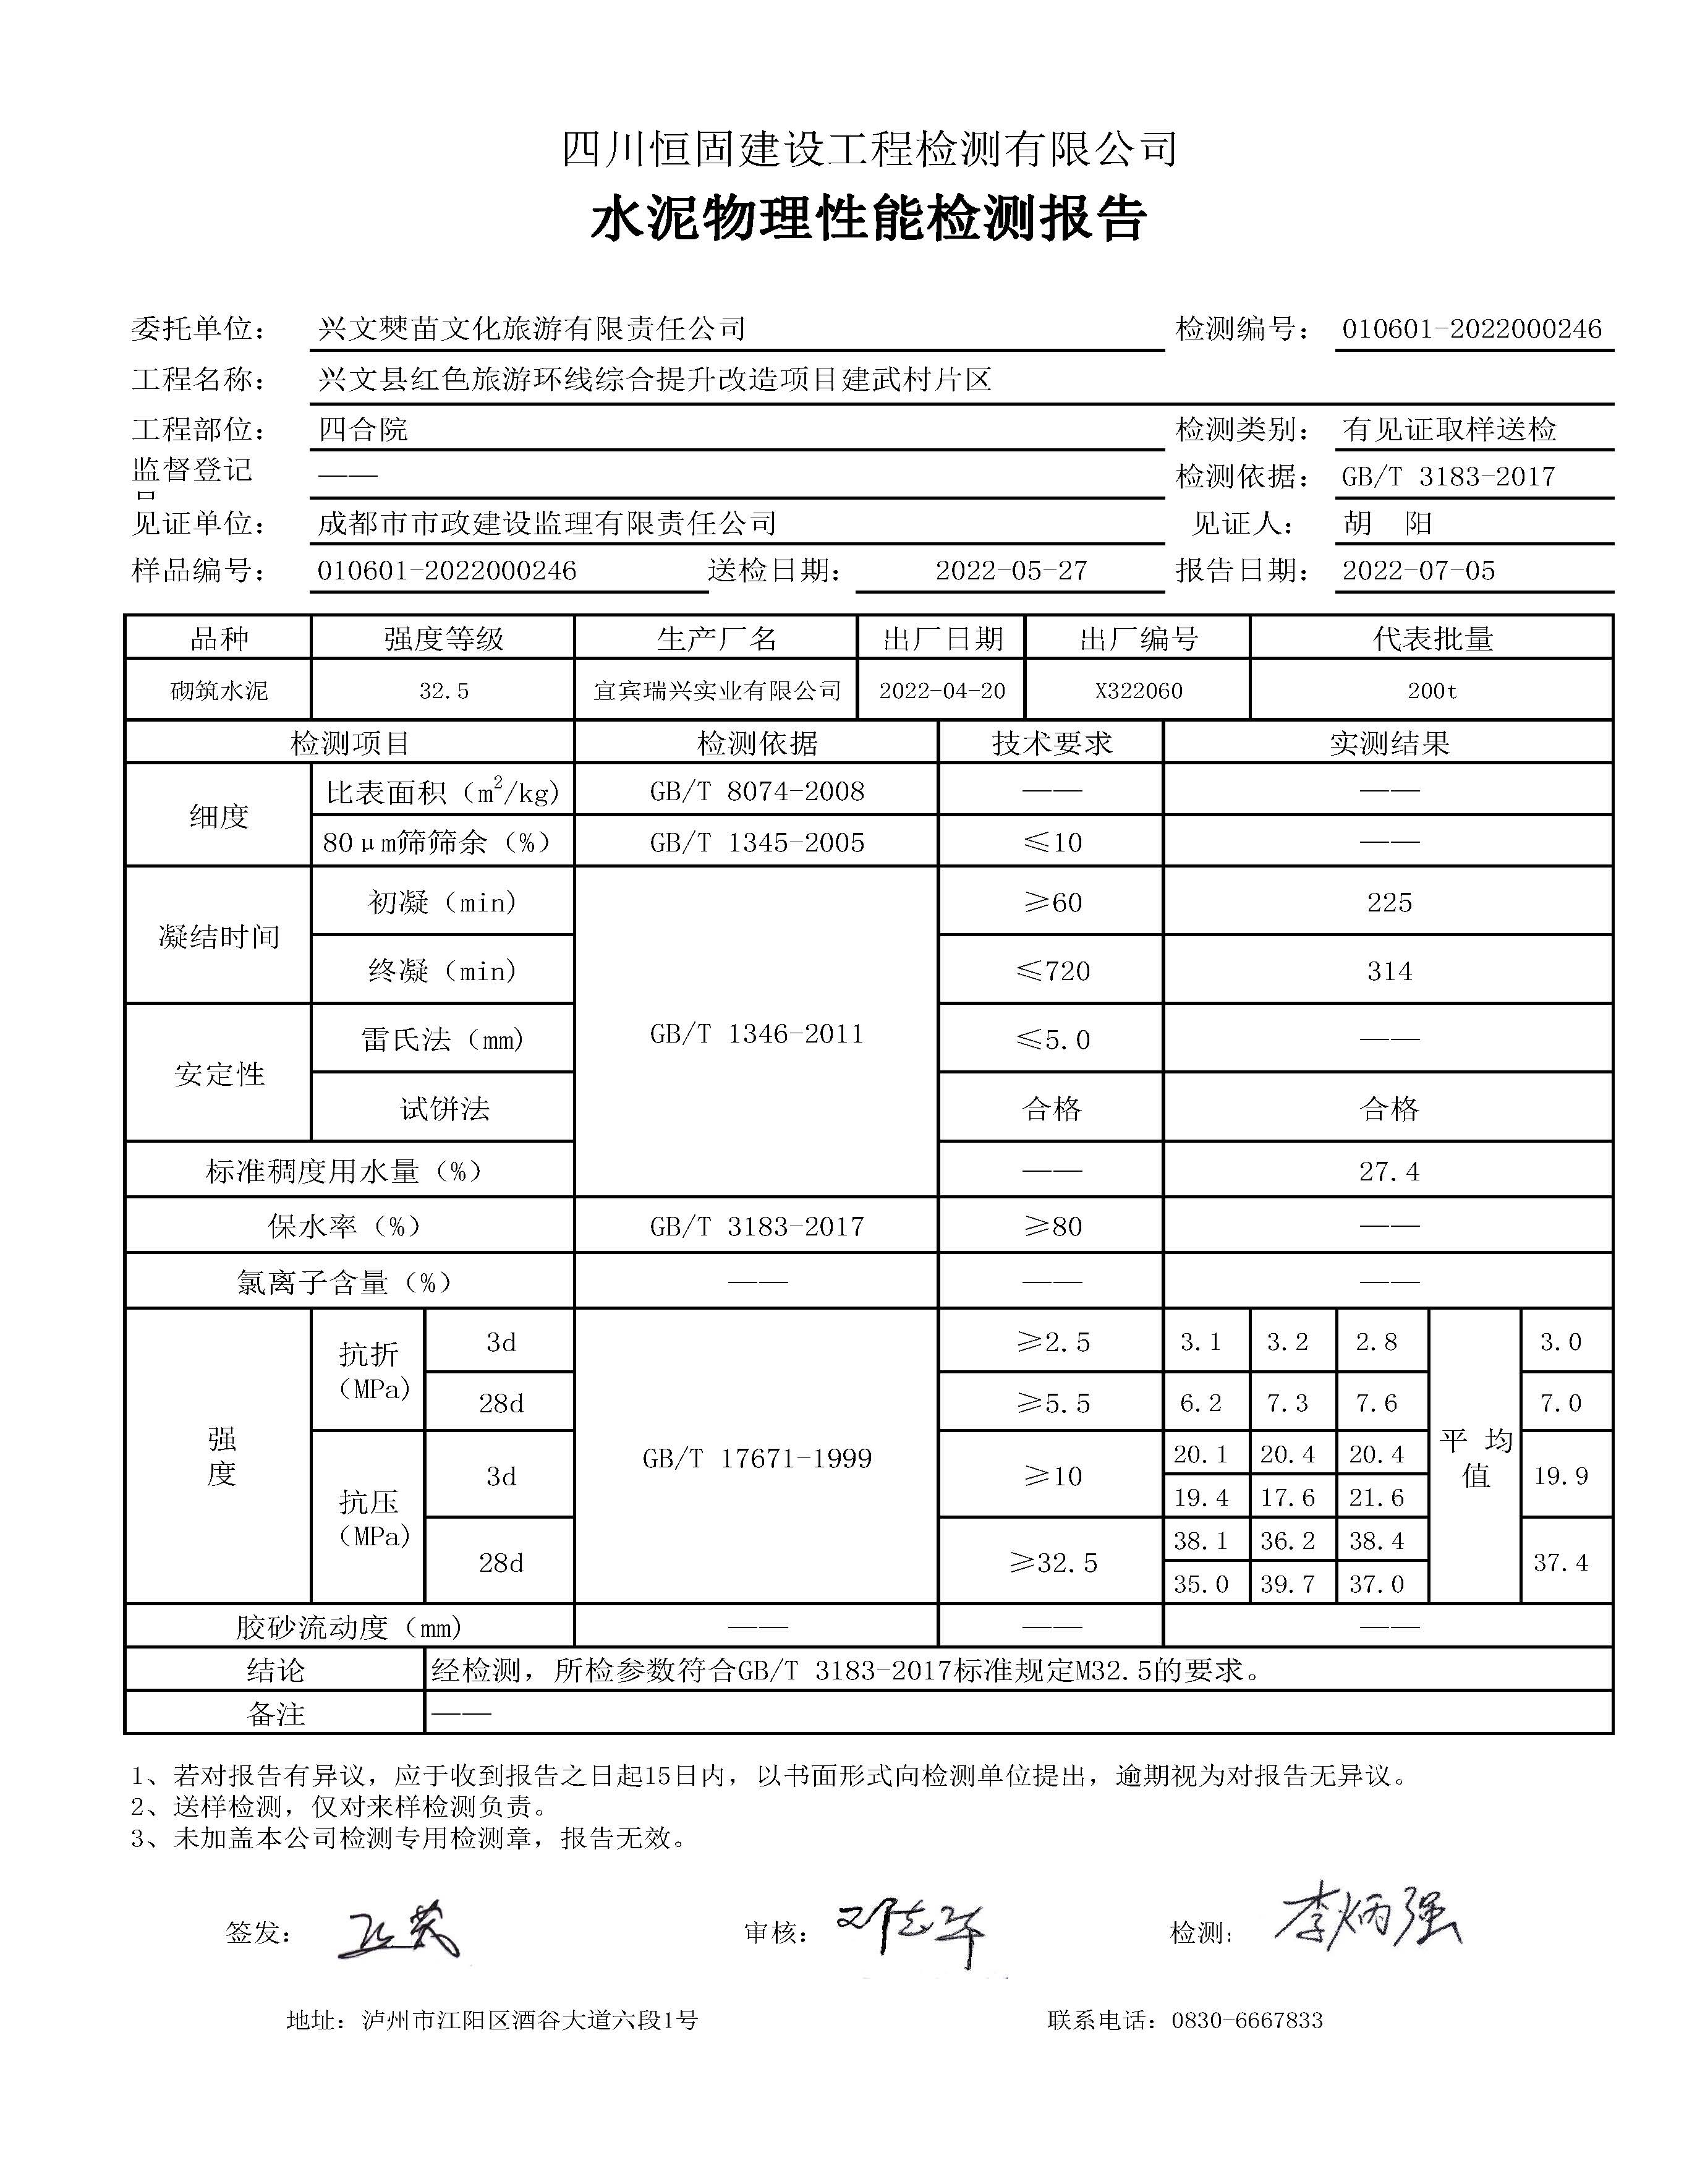 四川恒固建设工程检测有限公司
水泥物理性能检测报告
委托单位： 兴文僰苗文化旅游有限责任公司 检测编号： 010601-2022000246
工程名称： 兴文县红色旅游环线综合提升改造项目建武村片区
工程部位： 四合院 检测类别： 有见证取样送检
监督登记 —— 检测依据： GB/T 3183-2017
见证单位： 成都市市政建设监理有限责任公司 见证人： 胡 阳
样品编号： 010601-2022000246 送检日期： 2022-05-27 报告日期： 2022-07-05
品种 强度等级 生产厂名 出厂日期 出厂编号 代表批量
砌筑水泥 32.5 宜宾瑞兴实业有限公司 2022-04-20 X322060 200t
检测项目 检测依据 技术要求 实测结果
细度 比表面积（m²/kg） GB/T 8074-2008 —— ——
80μm筛筛余（%） GB/T 1345-2005 ≤10 ——
凝结时间 初凝（min） GB/T 1346-2011 ≥60 225
终凝（min） ≤720 314
安定性 雷氏法（mm） ≤5.0 ——
试饼法 合格 合格
标准稠度用水量（%） —— 27.4
保水率（%） GB/T 3183-2017 ≥80 ——
氯离子含量（%） —— —— ——
强度 抗折（MPa） 3d GB/T 17671-1999 ≥2.5 3.1 3.2 2.8 平均值 3.0
28d ≥5.5 6.2 7.3 7.6 7.0
抗压（MPa） 3d ≥10 20.1 20.4 20.4 19.9
19.4 17.6 21.6
28d ≥32.5 38.1 36.2 38.4 37.4
35.0 39.7 37.0
胶砂流动度（mm） —— —— ——
结论 经检测，所检参数符合GB/T 3183-2017标准规定M32.5的要求。
备注 ——
1、若对报告有异议，应于收到报告之日起15日内，以书面形式向检测单位提出，逾期视为对报告无异议。
2、送样检测，仅对来样检测负责。
3、未加盖本公司检测专用检测章，报告无效。
签发： 审核： 邓志华 检测： 李炳强
地址：泸州市江阳区酒谷大道六段1号 联系电话：0830-6667833